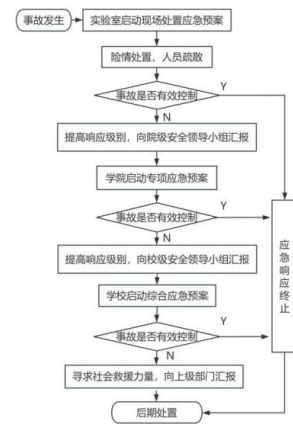 事故发生
实验室启动现场处置应急预案
险情处置、人员疏散
事故是否有效控制
Y
N
提高响应级别，向院级安全领导小组汇报
学院启动专项应急预案
事故是否有效控制
Y
N
提高响应级别，向校级安全领导小组汇报
学校启动综合应急预案
事故是否有效控制
Y
N
寻求社会救援力量，向上级部门汇报
后期处置
应急响应终止